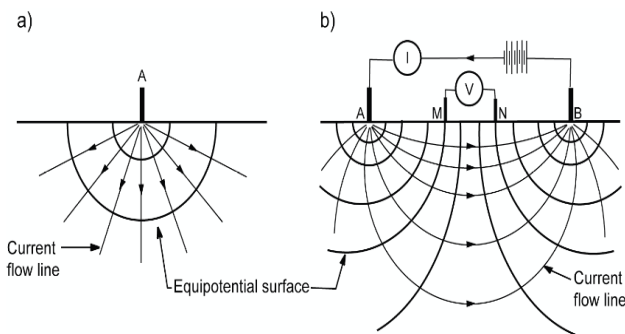 a)
A
Current
flow line
Equipotential surface
b)
I
V
A
M
N
B
Current
flow line